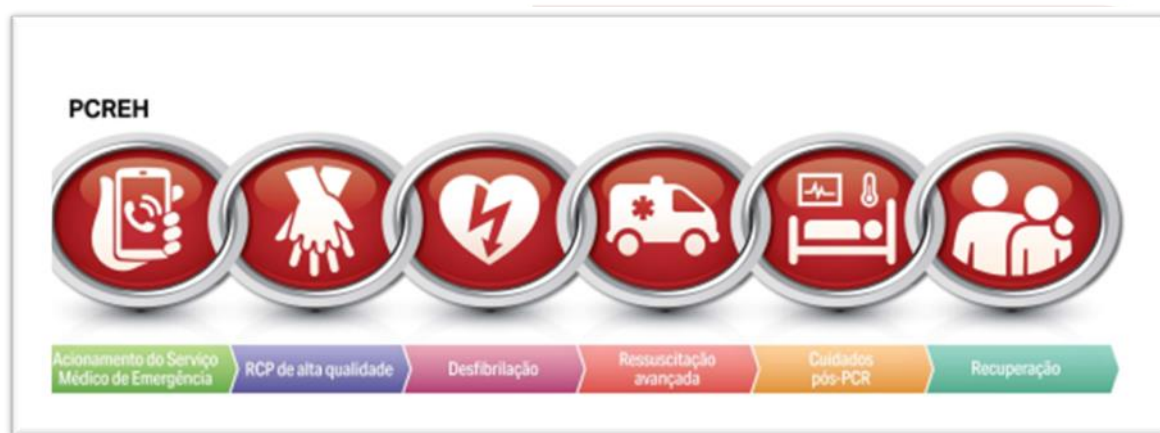 PCREH
Acionamento do Serviço
Médico de Emergência
RCP de alta qualidade
Desfibrilação
Ressuscitação
avançada
Cuidados
pós-PCR
Recuperação